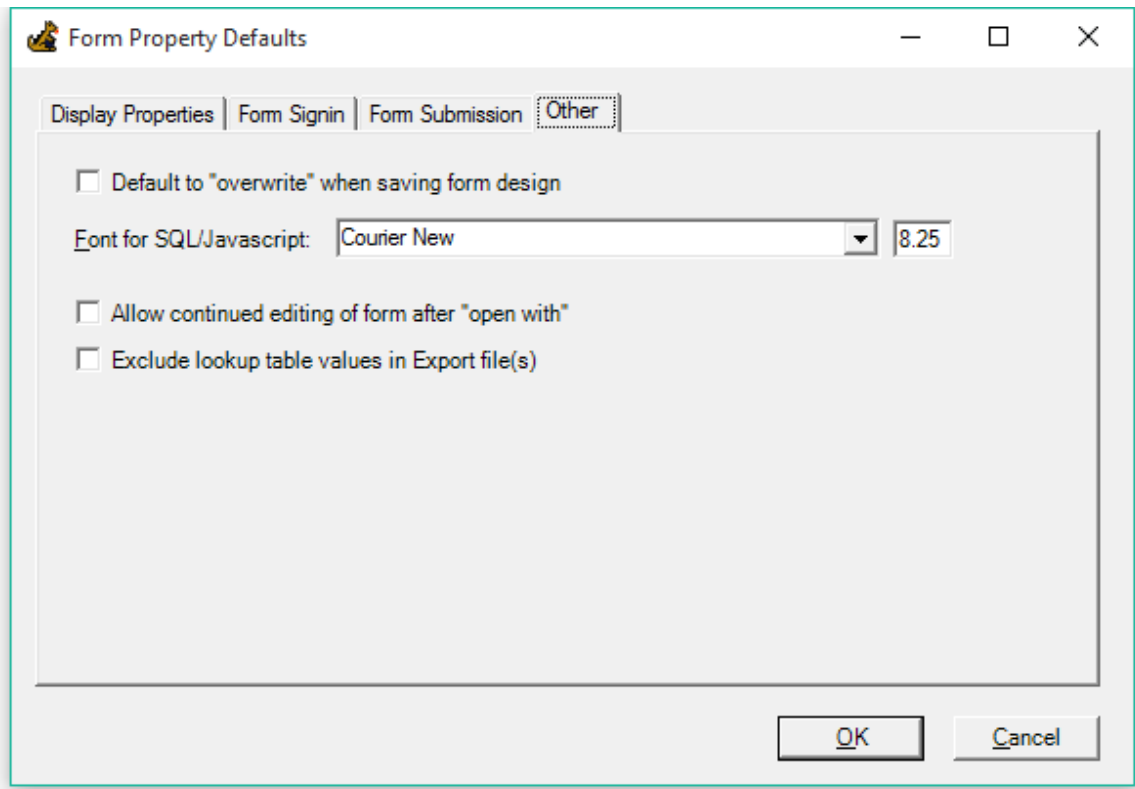 Form Property Defaults
Display Properties Form Signin Form Submission Other
Default to "overwrite" when saving form design
Font for SQL/Javascript: Courier New 8.25
Allow continued editing of form after "open with"
Exclude lookup table values in Export file(s)
OK Cancel